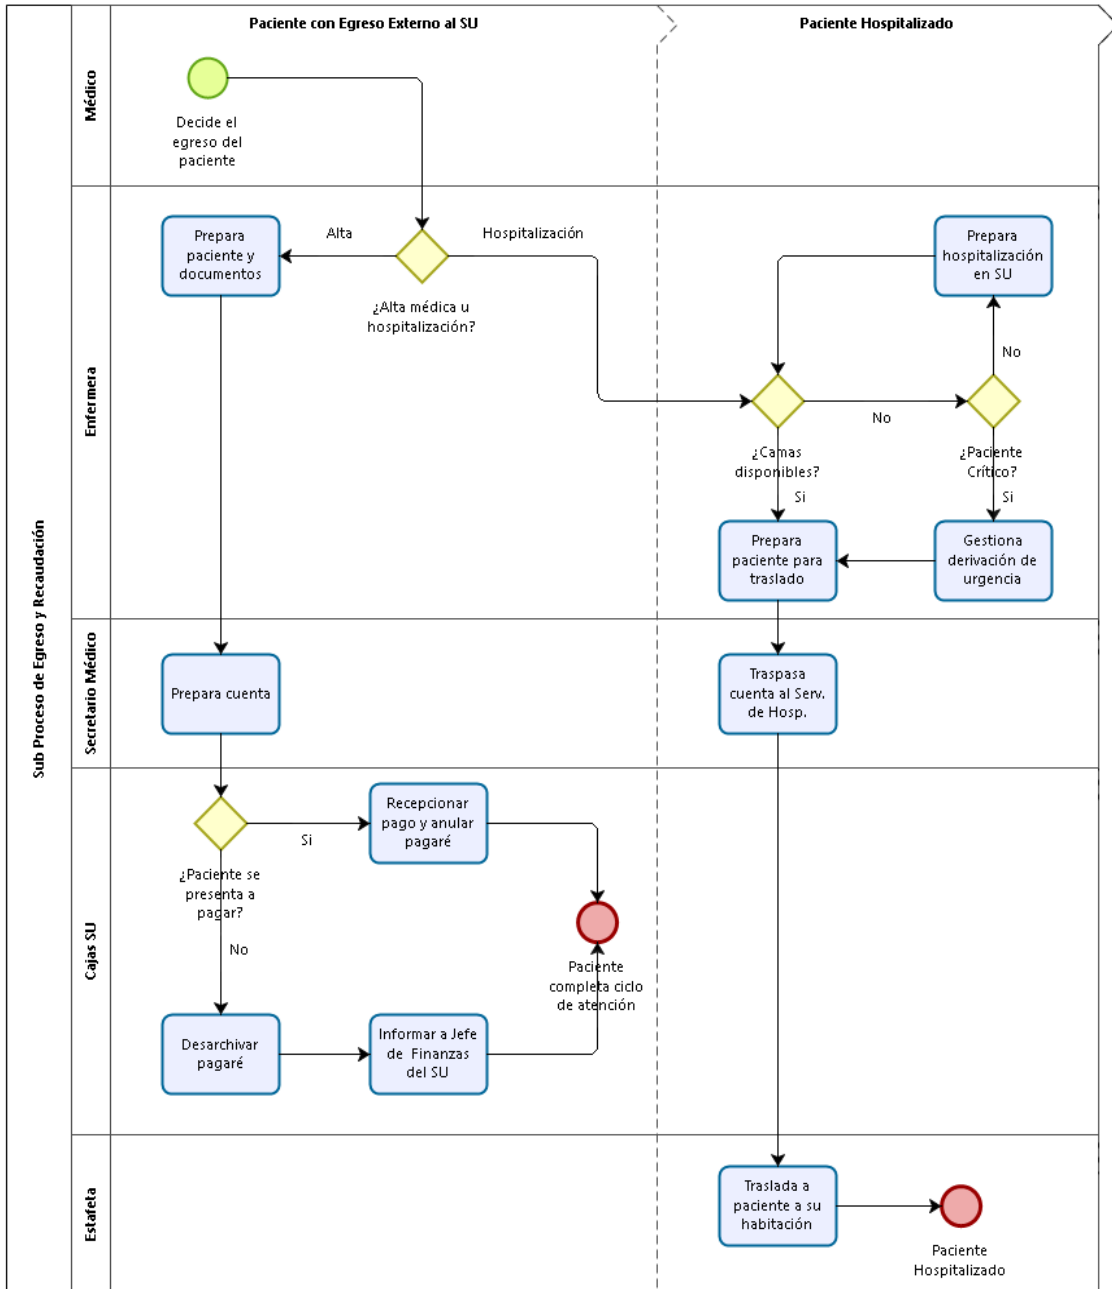 Paciente con Egreso Externo al SU
Paciente Hospitalizado
Sub Proceso de Egreso y Recaudación
Médico
Decide el
egreso del
paciente
Enfermera
Prepara
paciente y
documentos
Alta
Hospitalización
¿Alta médica u
hospitalización?
Prepara
hospitalización
en SU
No
No
¿Camas
disponibles?
¿Paciente
Crítico?
Si
Si
Prepara
paciente para
traslado
Gestiona
derivación de
urgencia
Secretario Médico
Prepara cuenta
Traspasa
cuenta al Serv.
de Hosp.
Cajas SU
Recepcionar
pago y anular
pagaré
Si
¿Paciente se
presenta a
pagar?
No
Paciente
completa ciclo
de atención
Desarchivar
pagaré
Informar a Jefe
de Finanzas
del SU
Estafeta
Traslada a
paciente a su
habitación
Paciente
Hospitalizado